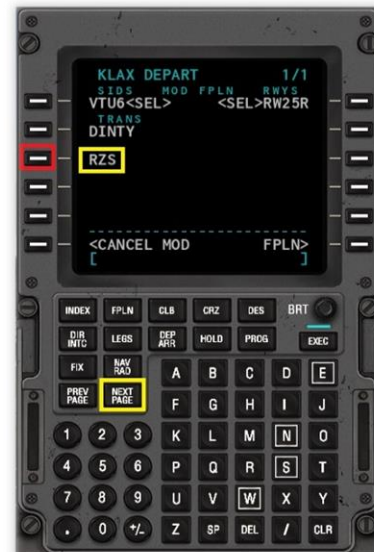 KLAX DEPART 1/1
SIDS MOD FPLN RWYS
VTU6<SEL> <SEL>RW25R
TRANS
DINTY
RZS
<CANCEL MOD FPLN>
[ ]
INDEX FPLN CLB CRZ DES BRT
DIR INTC LEGS DEP ARR HOLD PROG EXEC
FIX NAV RAD A B C D E
PREV PAGE NEXT PAGE F G H I J
1 2 3 K L M N O
4 5 6 P Q R S T
7 8 9 U V W X Y
. 0 +/- Z SP DEL / CLR